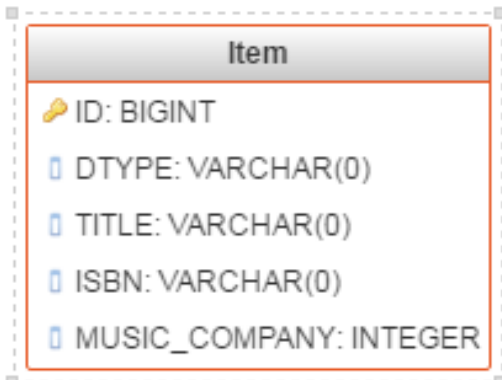 Item
ID: BIGINT
DTYPE: VARCHAR(0)
TITLE: VARCHAR(0)
ISBN: VARCHAR(0)
MUSIC_COMPANY: INTEGER